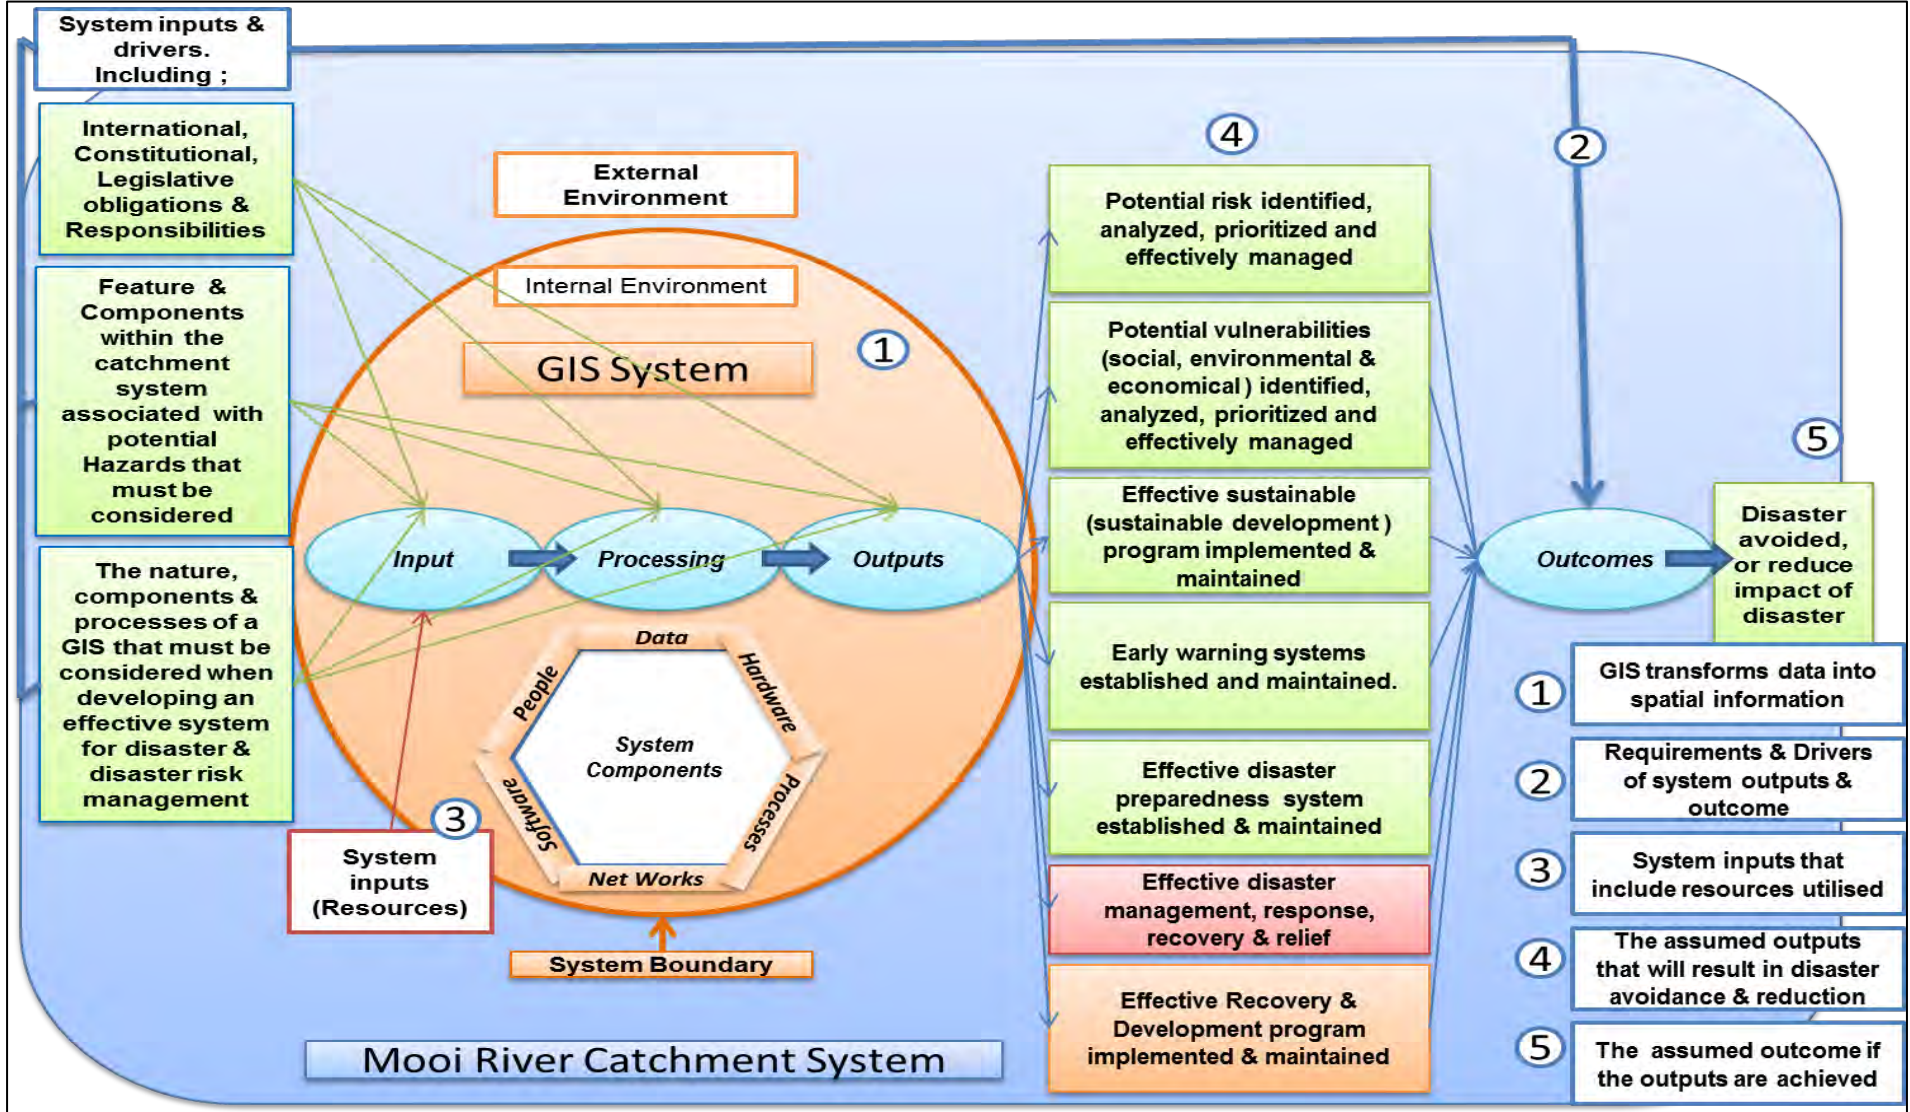 System inputs &
drivers.
Including ;
International,
Constitutional,
Legislative
obligations &
Responsibilities
Feature &
Components
within the
catchment
system
associated with
potential
Hazards that
must be
considered
The nature,
components &
processes of a
GIS that must be
considered when
developing an
effective system
for disaster &
disaster risk
management
External
Environment
Internal Environment
GIS System
1
Input
Processing
Outputs
Data
Hardware
Processes
Net Works
Software
People
System
Components
3
System
inputs
(Resources)
System Boundary
Mooi River Catchment System
4
Potential risk identified,
analyzed, prioritized and
effectively managed
Potential vulnerabilities
(social, environmental &
economical) identified,
analyzed, prioritized and
effectively managed
Effective sustainable
(sustainable development )
program implemented &
maintained
Early warning systems
established and maintained.
Effective disaster
preparedness system
established & maintained
Effective disaster
management, response,
recovery & relief
Effective Recovery &
Development program
implemented & maintained
2
Outcomes
5
Disaster
avoided,
or reduce
impact of
disaster
1
GIS transforms data into
spatial information
2
Requirements & Drivers
of system outputs &
outcome
3
System inputs that
include resources utilised
4
The assumed outputs
that will result in disaster
avoidance & reduction
5
The assumed outcome if
the outputs are achieved